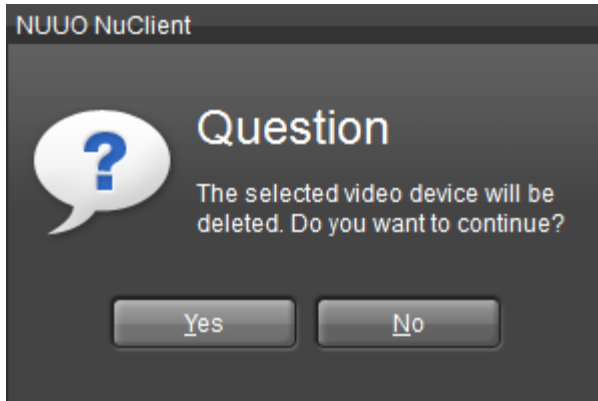 NUUO NuClient
?
Question
The selected video device will be
deleted. Do you want to continue?
Yes
No